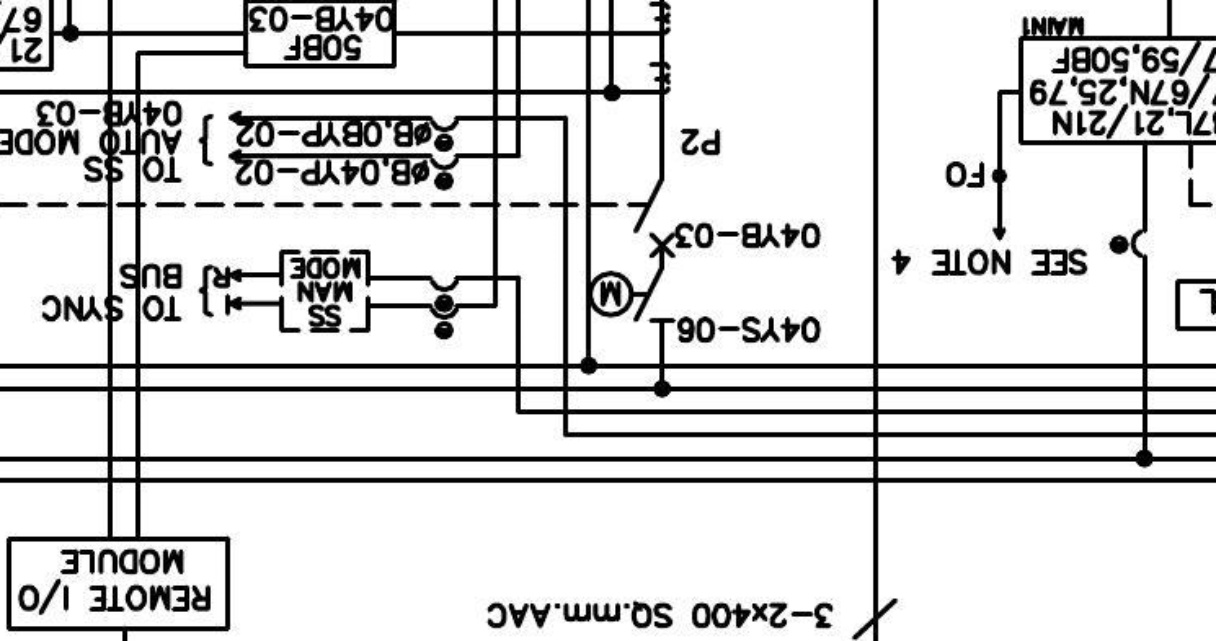 3-2x400 SQ.mm.AAC
REMOTE I/O
MODULE
04YS-06
SS
MAN
MODE
TO SYNC
R BUS
M
SEE NOTE 4
04YB-03
FO
P2
ØB,04YP-02
ØB,0BYP-02
TO SS
AUTO MODE
04YB-03
7L,21/21N
/67N,25,79
/59,50BF
MAIN1
50BF
04YB-03
21/
67